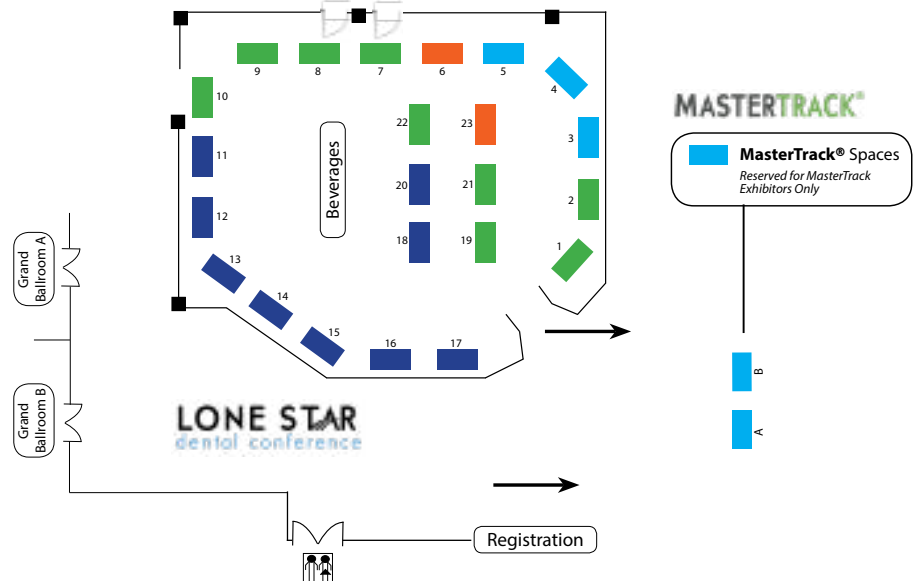 9
8
7
6
5
4
10
3
11
22
23
20
21
2
12
18
19
1
13
14
15
16
17
Beverages
MASTERTRACK®
MasterTrack® Spaces
Reserved for MasterTrack
Exhibitors Only
Grand
Ballroom A
Grand
Ballroom B
B
A
LONE STAR
dental conference
Registration